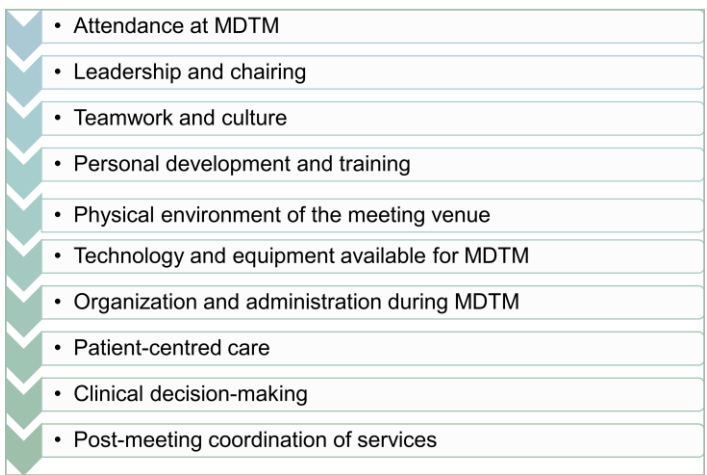 • Attendance at MDTM
• Leadership and chairing
• Teamwork and culture
• Personal development and training
• Physical environment of the meeting venue
• Technology and equipment available for MDTM
• Organization and administration during MDTM
• Patient-centred care
• Clinical decision-making
• Post-meeting coordination of services